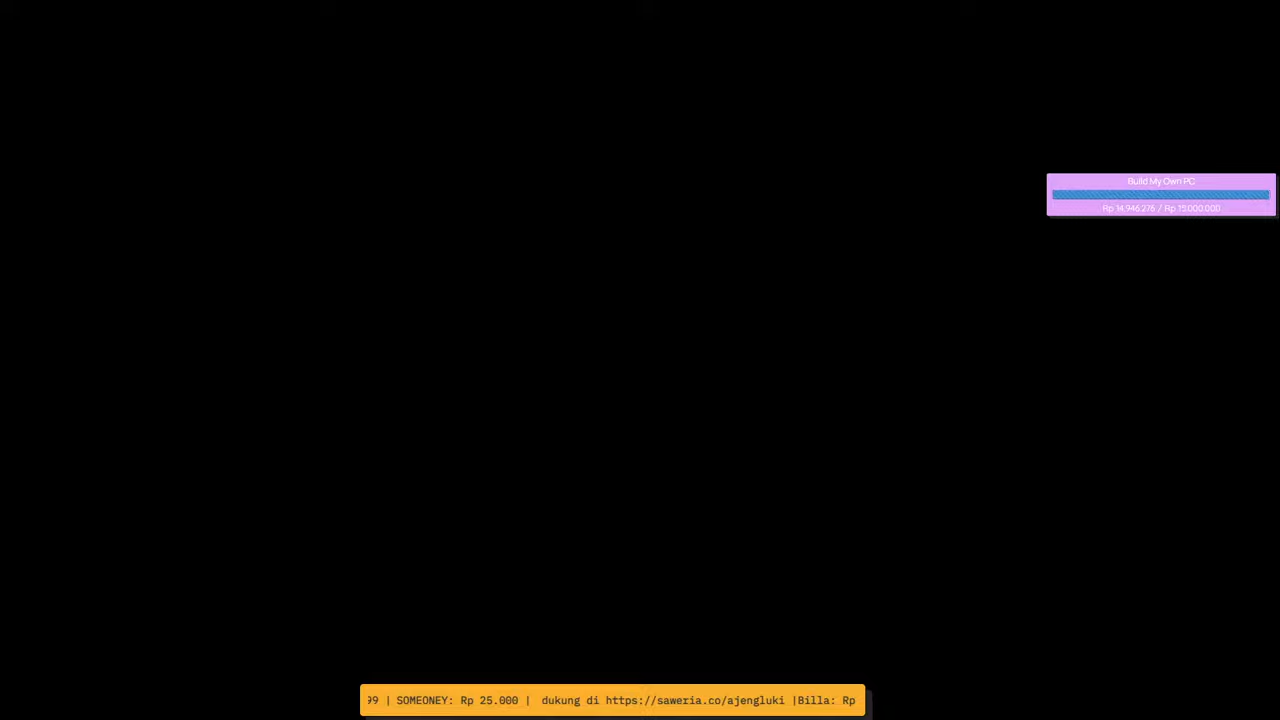 Build My Own PC
Rp 14.946.276 / Rp 15.000.000
99 | SOMEONEY: Rp 25.000 | dukung di https://saweria.co/ajengluki |Billa: Rp